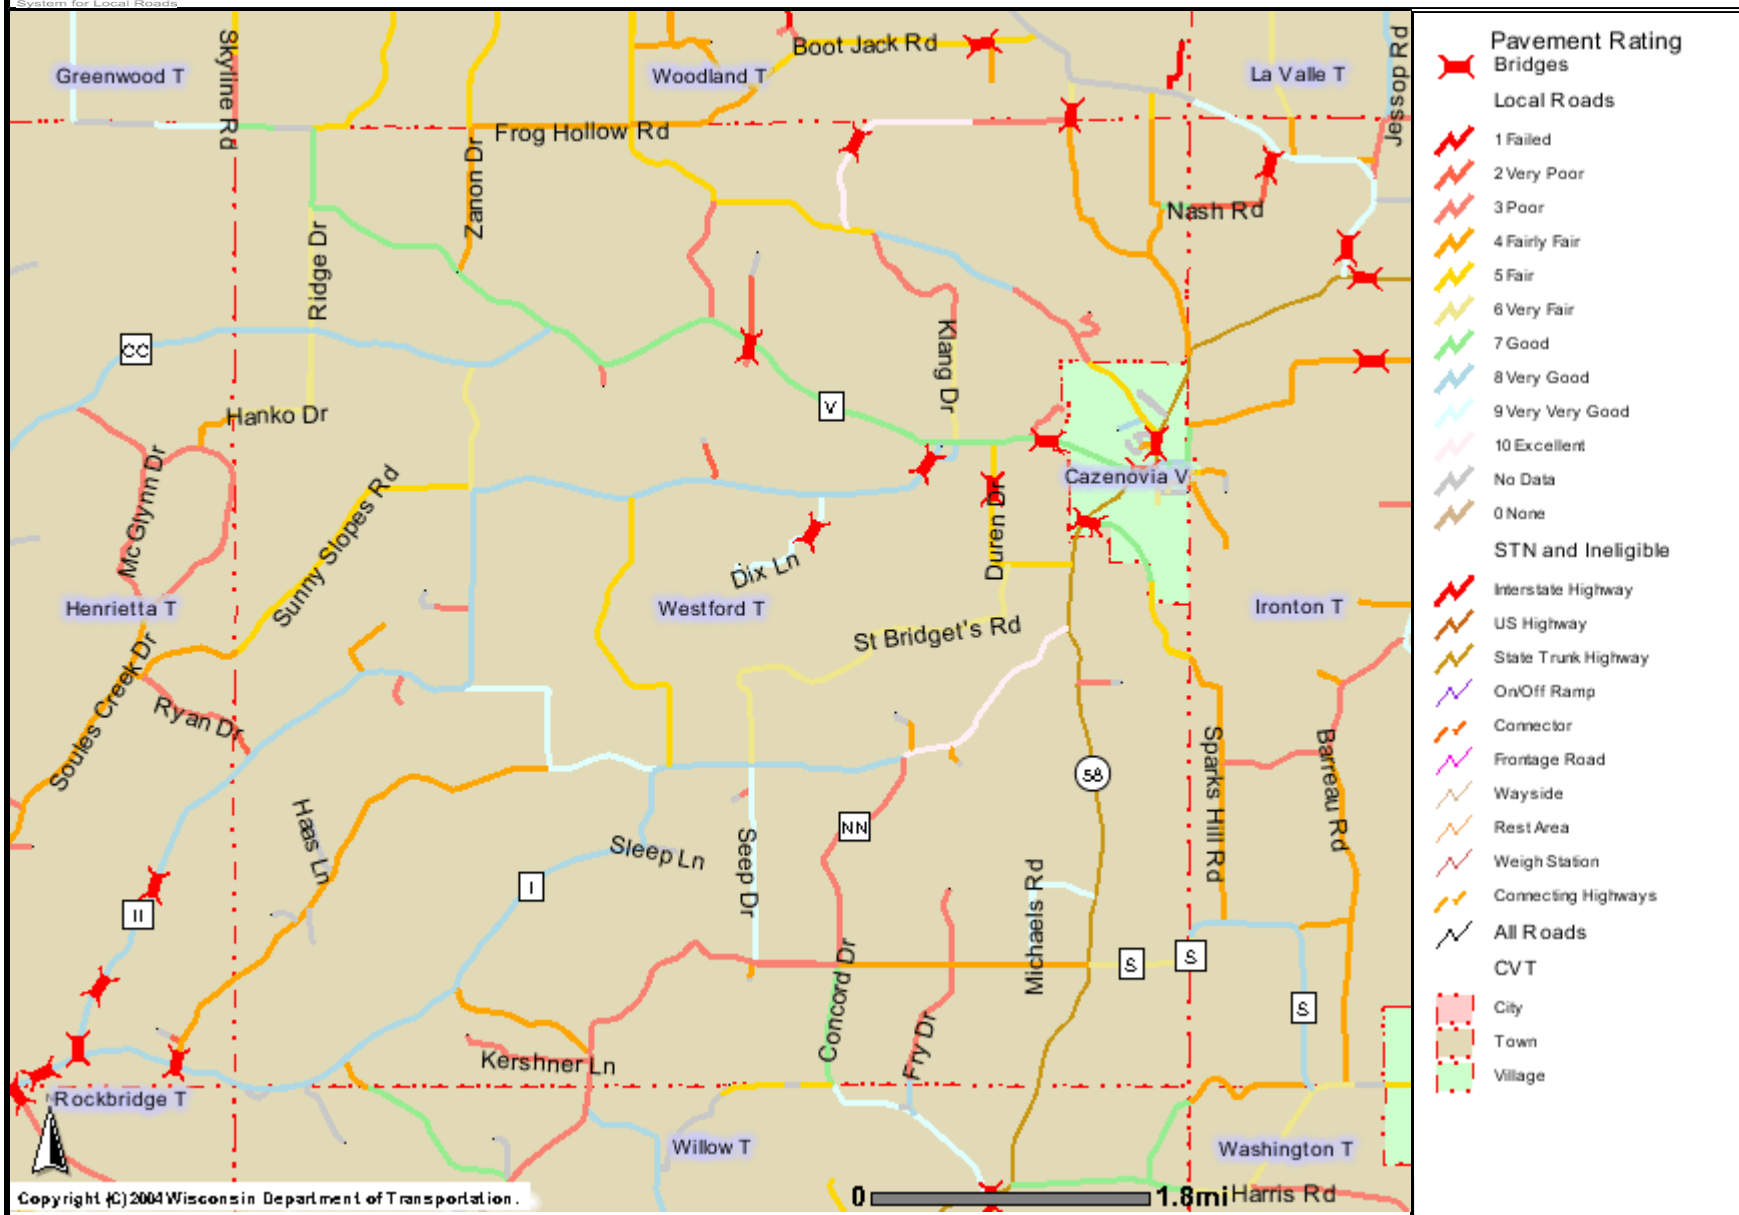 System for Local Roads
Greenwood T
Skyline Rd
Woodland T
Boot Jack Rd
La Valle T
Jessop Rd
Frog Hollow Rd
Zanon Dr
Nash Rd
Ridge Dr
CC
Klang Dr
V
Hanko Dr
McGlynn Dr
Sunny Slopes Rd
Cazenovia V
Duren Dr
Dix Ln
Henrietta T
Westford T
Ironton T
St Bridget's Rd
Soules Creek Dr
Ryan Dr
58
Sparks Hill Rd
Barreau Rd
Haas Ln
NN
Sleep Ln
Seep Dr
I
Michaels Rd
II
Concord Dr
S
S
S
Fry Dr
Kershner Ln
Rockbridge T
N
Willow T
Washington T
Copyright (C) 2004 Wisconsin Department of Transportation.
0
1.8mi
Harris Rd
Pavement Rating
Bridges
Local Roads
1 Failed
2 Very Poor
3 Poor
4 Fairly Fair
5 Fair
6 Very Fair
7 Good
8 Very Good
9 Very Very Good
10 Excellent
No Data
0 None
STN and Ineligible
Interstate Highway
US Highway
State Trunk Highway
On/Off Ramp
Connector
Frontage Road
Wayside
Rest Area
Weigh Station
Connecting Highways
All Roads
CVT
City
Town
Village